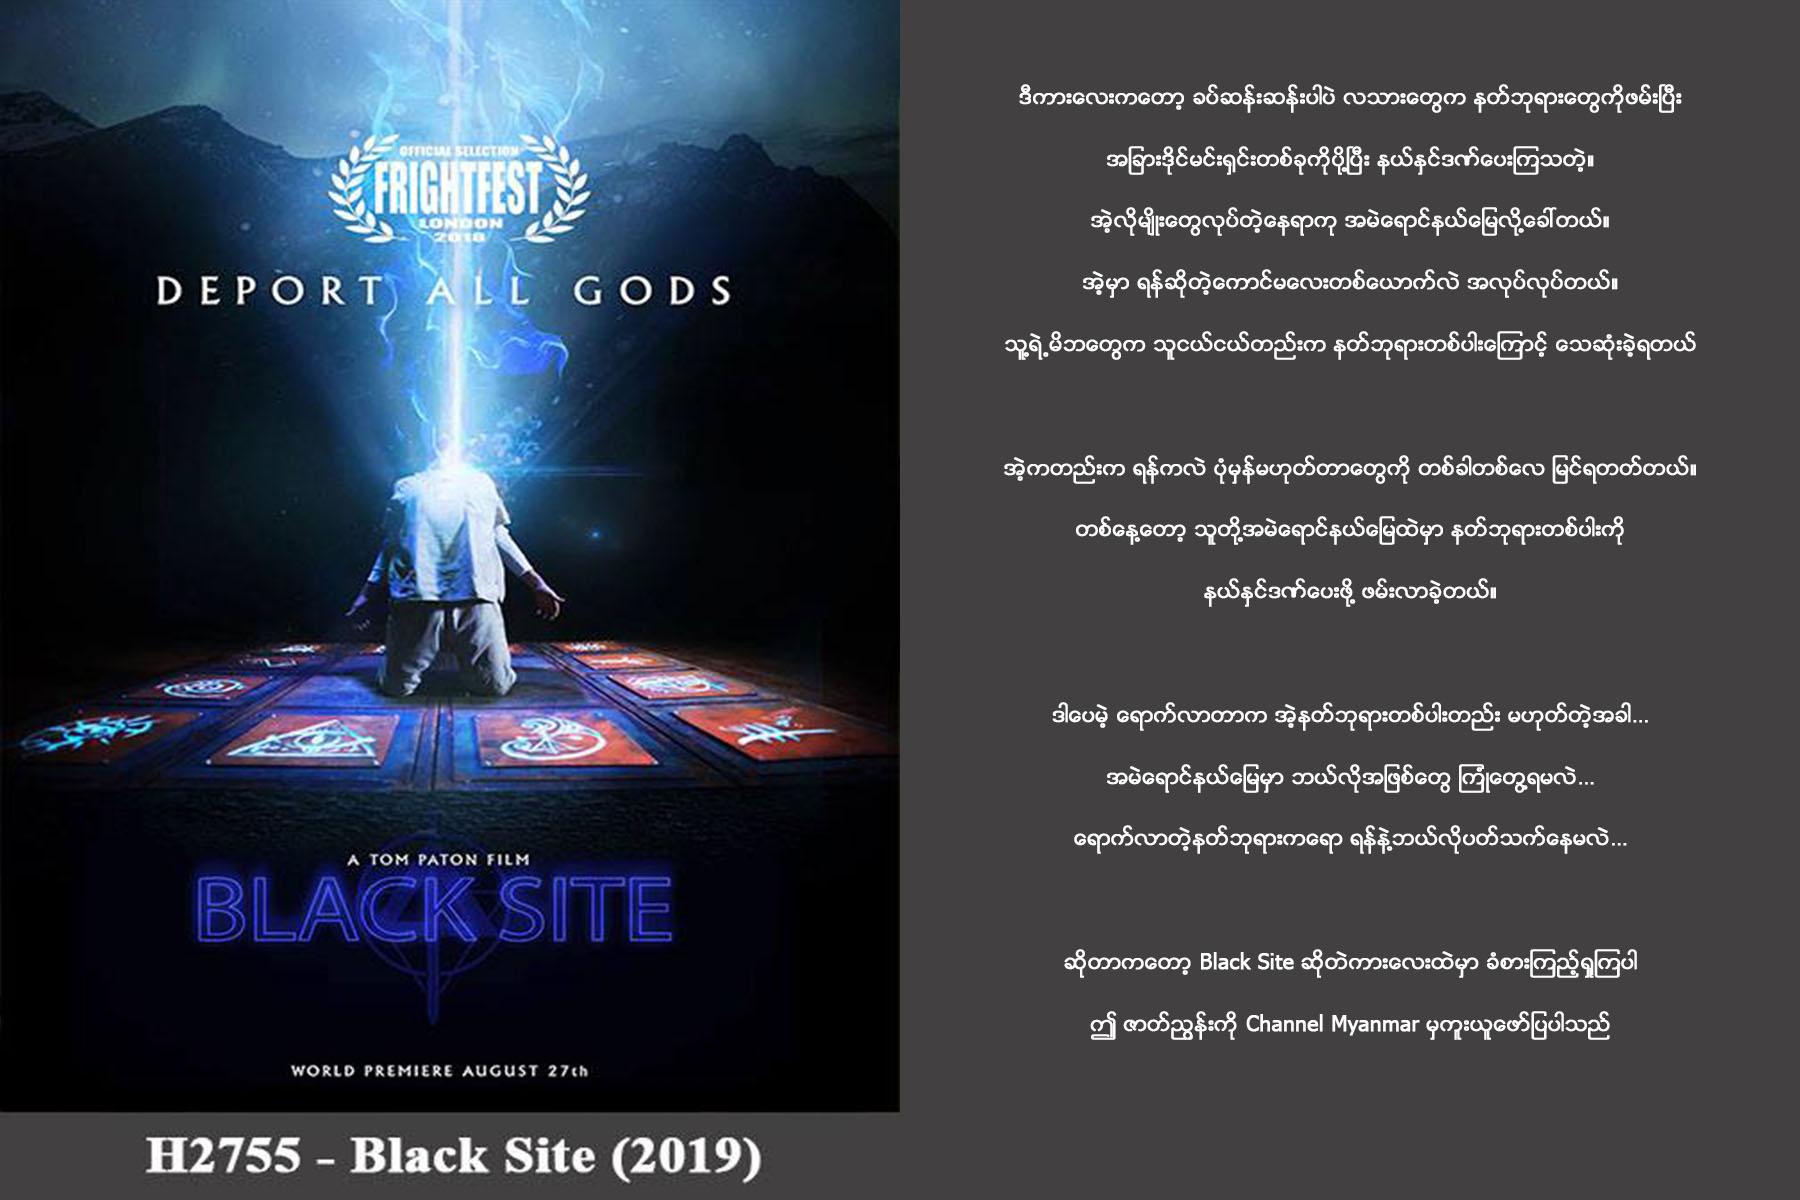 OFFICIAL SELECTION
FRIGHTFEST
LONDON
2018
DEPORT ALL GODS
A TOM PATON FILM
BLACK SITE
WORLD PREMIERE AUGUST 27th
H2755 - Black Site (2019)
ဒီကားလေးကတော့ ခပ်ဆန်းဆန်းပါပဲ လသားတွေက နတ်ဘုရားတွေကိုဖမ်းပြီး
အခြားဒိုင်မင်းရှင်းတစ်ခုကိုပို့ပြီး နယ်နှင်ဒဏ်ပေးကြသတဲ့။
အဲ့လိုမျိုးတွေလုပ်တဲ့နေရာကု အမဲရောင်နယ်မြေလို့ခေါ်တယ်။
အဲ့မှာ ရန်ဆိုတဲ့ကောင်မလေးတစ်ယောက်လဲ အလုပ်လုပ်တယ်။
သူ့ရဲ့မိဘတွေက သူငယ်ငယ်တည်းက နတ်ဘုရားတစ်ပါးကြောင့် သေဆုံးခဲ့ရတယ်
အဲ့ကတည်းက ရန်ကလဲ ပုံမှန်မဟုတ်တာတွေကို တစ်ခါတစ်လေ မြင်ရတတ်တယ်။
တစ်နေ့တော့ သူတို့အမဲရောင်နယ်မြေထဲမှာ နတ်ဘုရားတစ်ပါးကို
နယ်နှင်ဒဏ်ပေးဖို့ ဖမ်းလာခဲ့တယ်။
ဒါပေမဲ့ ရောက်လာတာက အဲ့နတ်ဘုရားတစ်ပါးတည်း မဟုတ်တဲ့အခါ...
အမဲရောင်နယ်မြေမှာ ဘယ်လိုအဖြစ်တွေ ကြုံတွေ့ရမလဲ...
ရောက်လာတဲ့နတ်ဘုရားကရော ရန်နဲ့ဘယ်လိုပတ်သက်နေမလဲ...
ဆိုတာကတော့ Black Site ဆိုတဲကားလေးထဲမှာ ခံစားကြည့်ရှုကြပါ
ဤ ဇာတ်ညွှန်းကို Channel Myanmar မှကူးယူဖော်ပြပါသည်